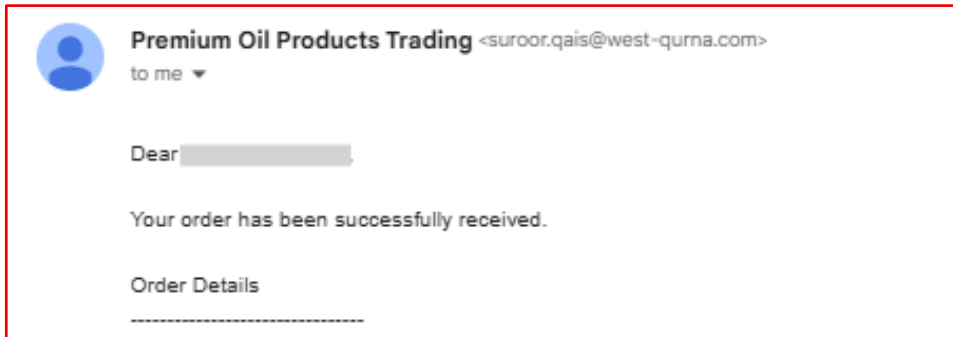 Premium Oil Products Trading <suroor.qais@west-qurna.com>
to me
Dear ,
Your order has been successfully received.
Order Details
--------------------------------